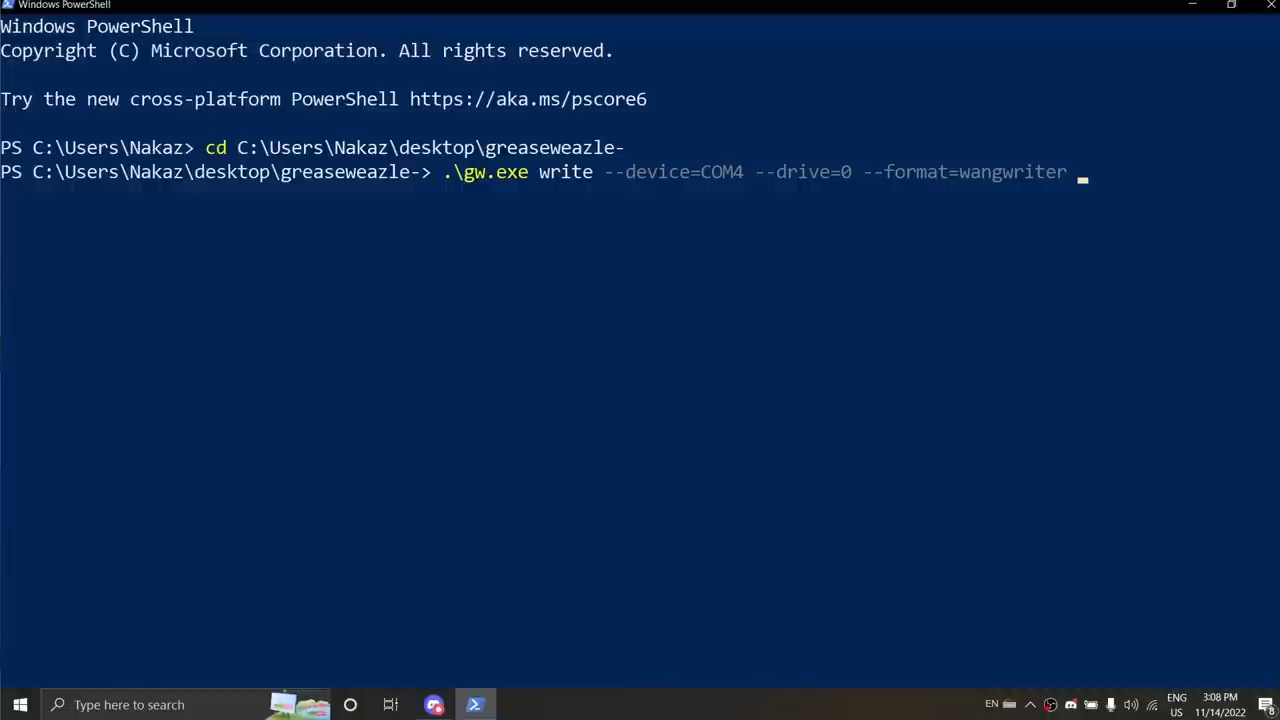 Windows PowerShell
Windows PowerShell
Copyright (C) Microsoft Corporation. All rights reserved.
Try the new cross-platform PowerShell https://aka.ms/pscore6
PS C:\Users\Nakaz> cd C:\Users\Nakaz\desktop\greaseweazle-
PS C:\Users\Nakaz\desktop\greaseweazle-> .\gw.exe write --device=COM4 --drive=0 --format=wangwriter
Type here to search
EN
ENG
US
3:08 PM
11/14/2022
8